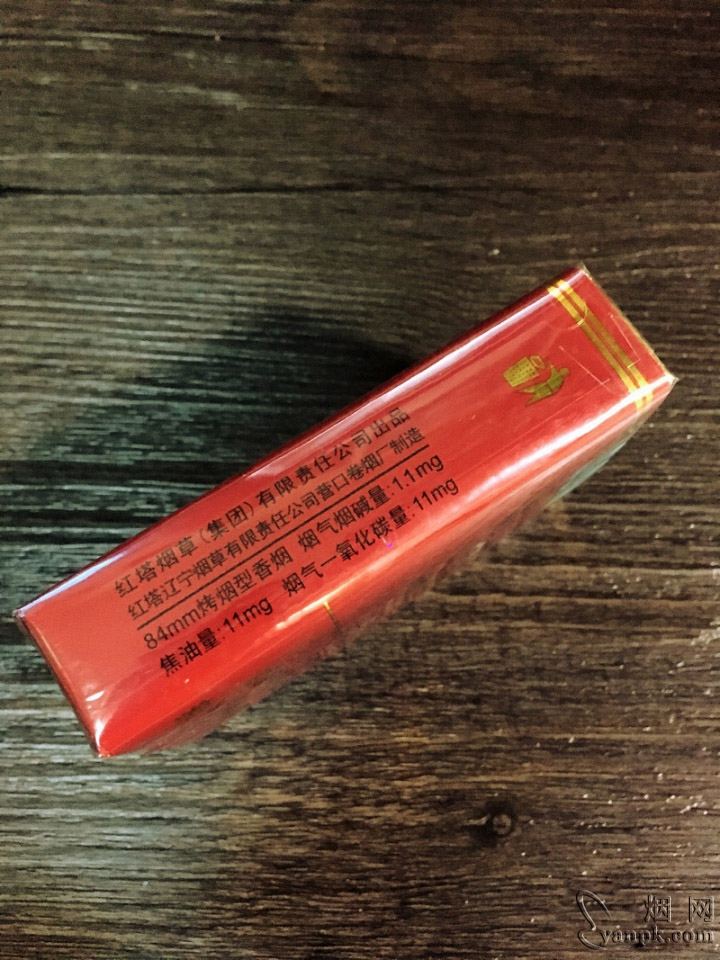 红塔烟草(集团)有限责任公司出品
红塔辽宁烟草有限责任公司营口卷烟厂制造
84mm烤烟型香烟 烟气烟碱量:1.1mg
焦油量:11mg 烟气一氧化碳量:11mg
烟网
yanpk.com